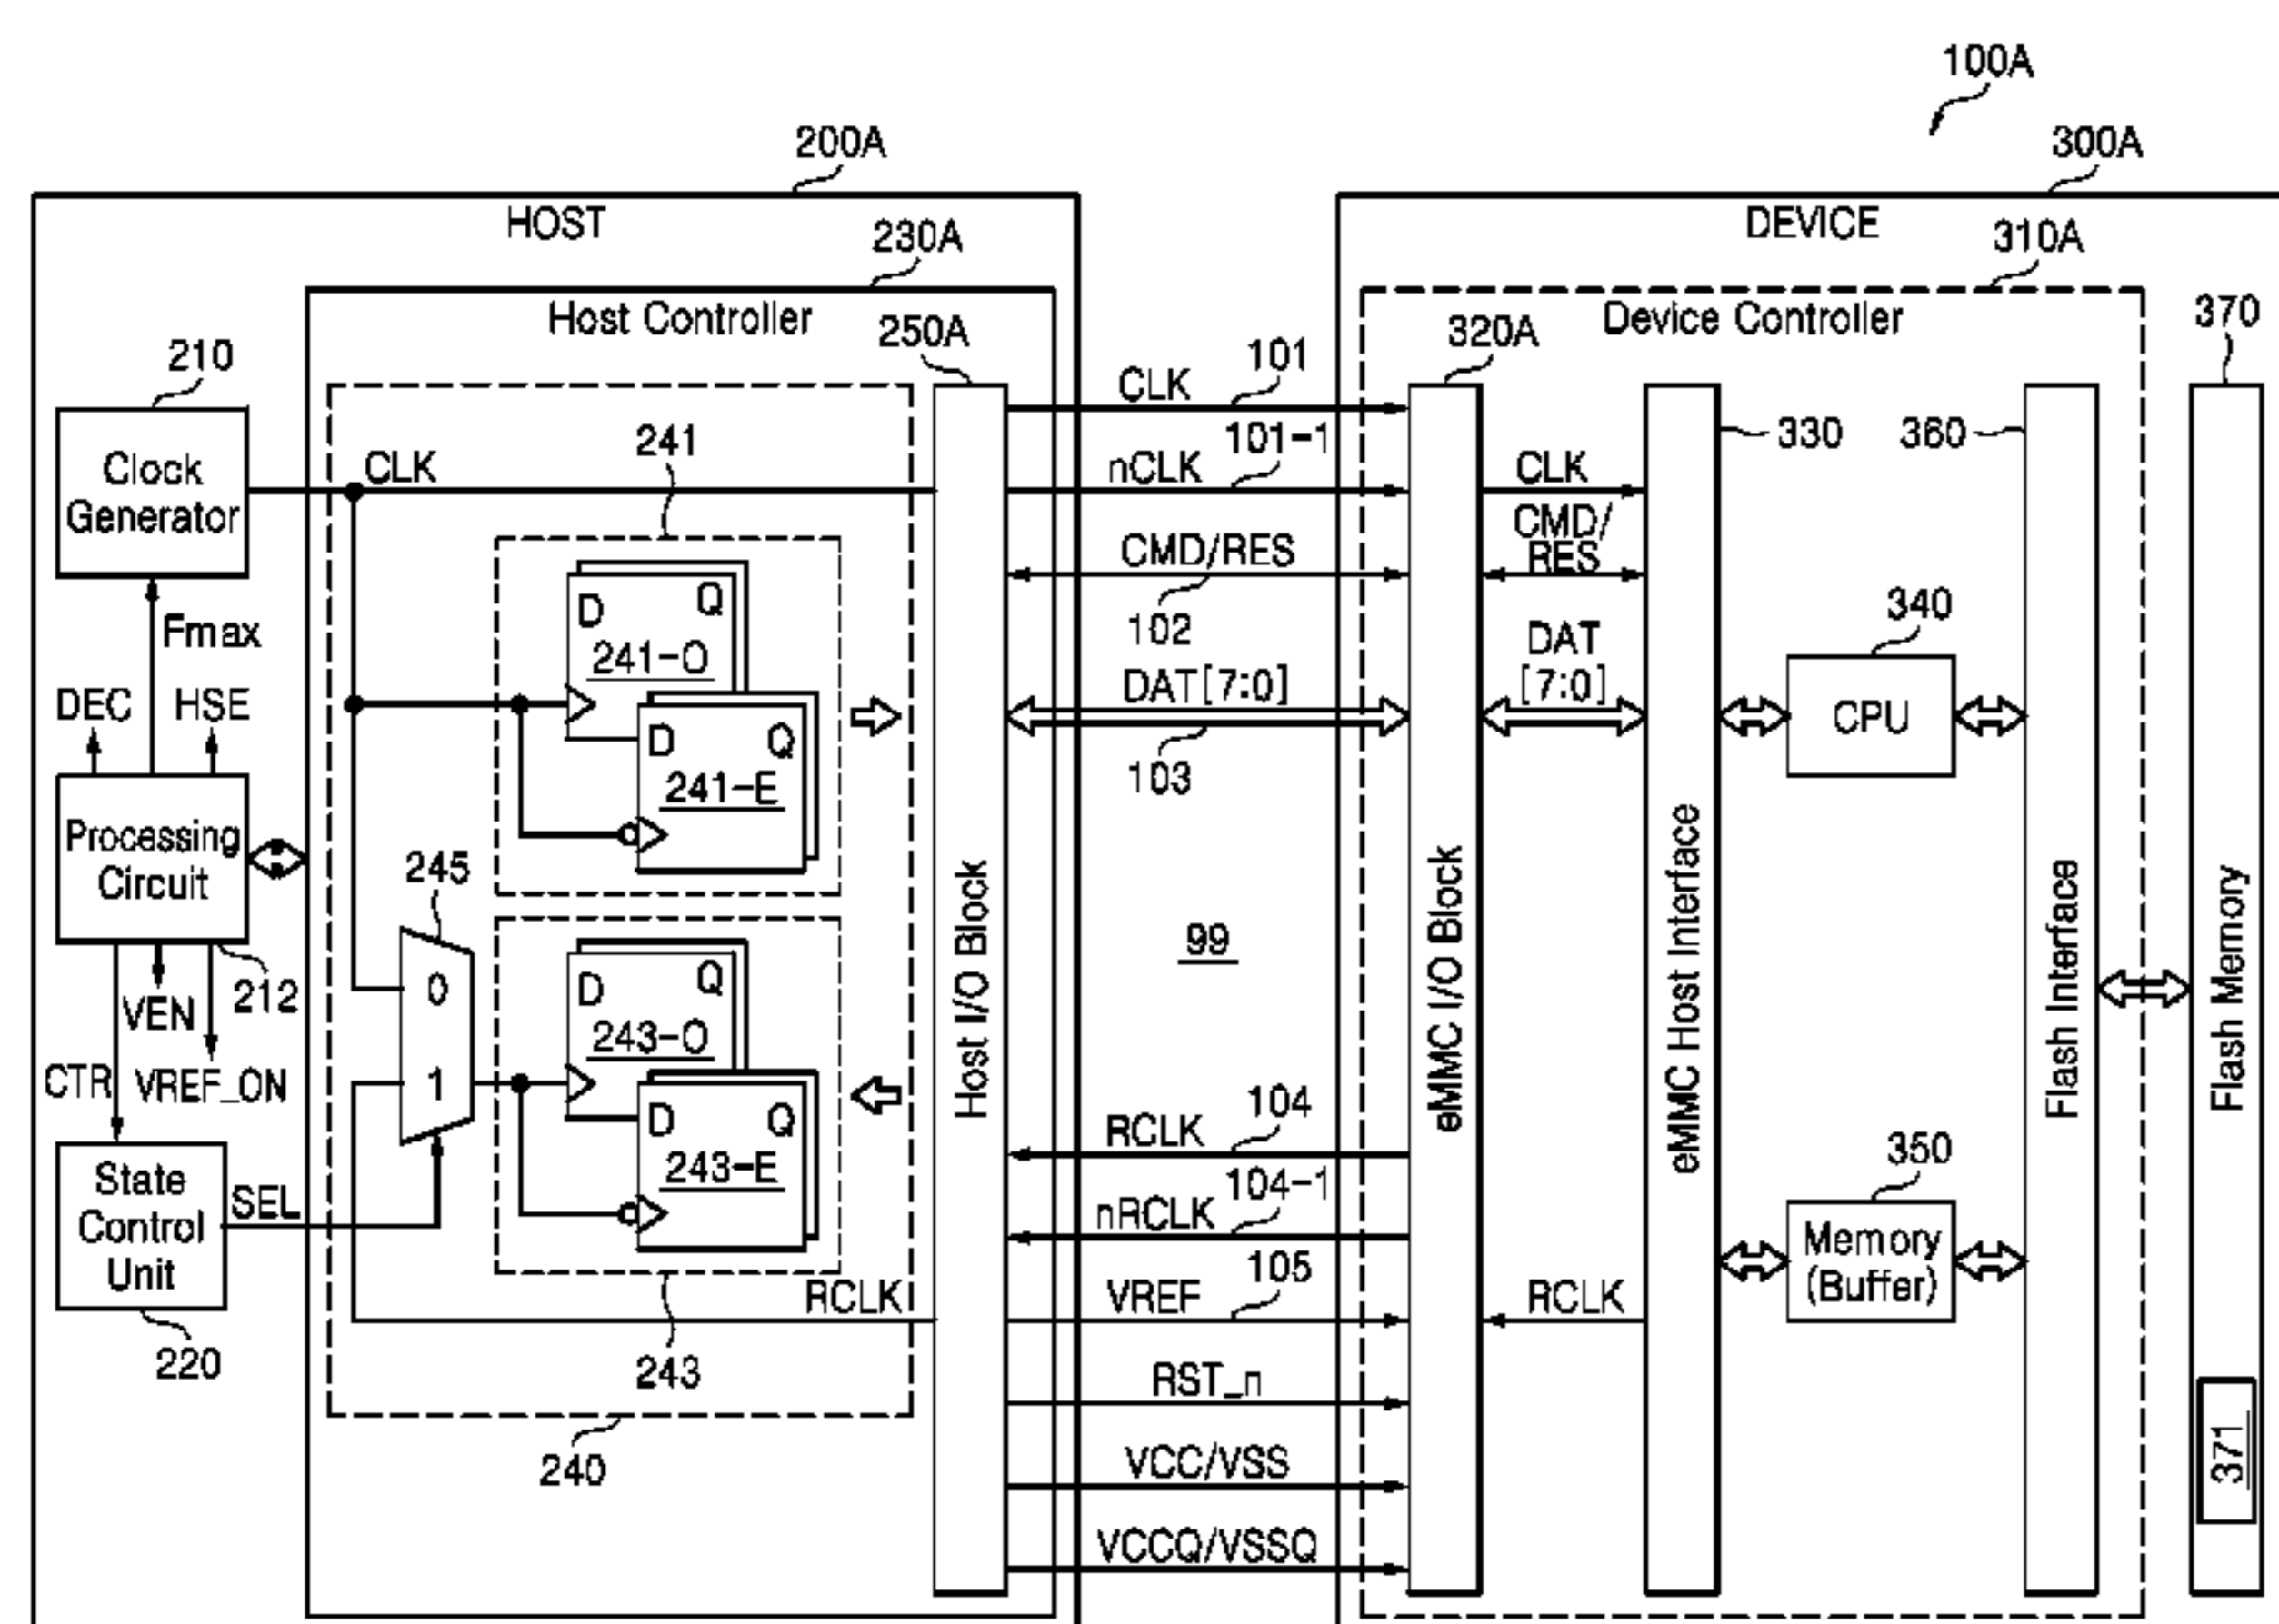 100A
200A
300A
HOST
DEVICE
230A
310A
Host Controller
Device Controller
250A
320A
370
210
101
CLK
241
101-1
330
360
Clock
Generator
CLK
nCLK
CLK
CMD/RES
CMD/
RES
D
Q
241-O
102
340
Fmax
DAT
[7:0]
DEC
HSE
DAT[7:0]
CPU
D
Q
241-E
103
Processing
Circuit
245
Host I/O Block
eMMC I/O Block
eMMC Host Interface
Flash Interface
Flash Memory
99
0
D
Q
212
VEN
243-O
CTR
VREF_ON
1
D
Q
104
RCLK
243-E
State
Control
Unit
SEL
104-1
350
nRCLK
Memory
(Buffer)
RCLK
VREF
105
RCLK
220
243
RST_n
240
VCC/VSS
371
VCCQ/VSSQ